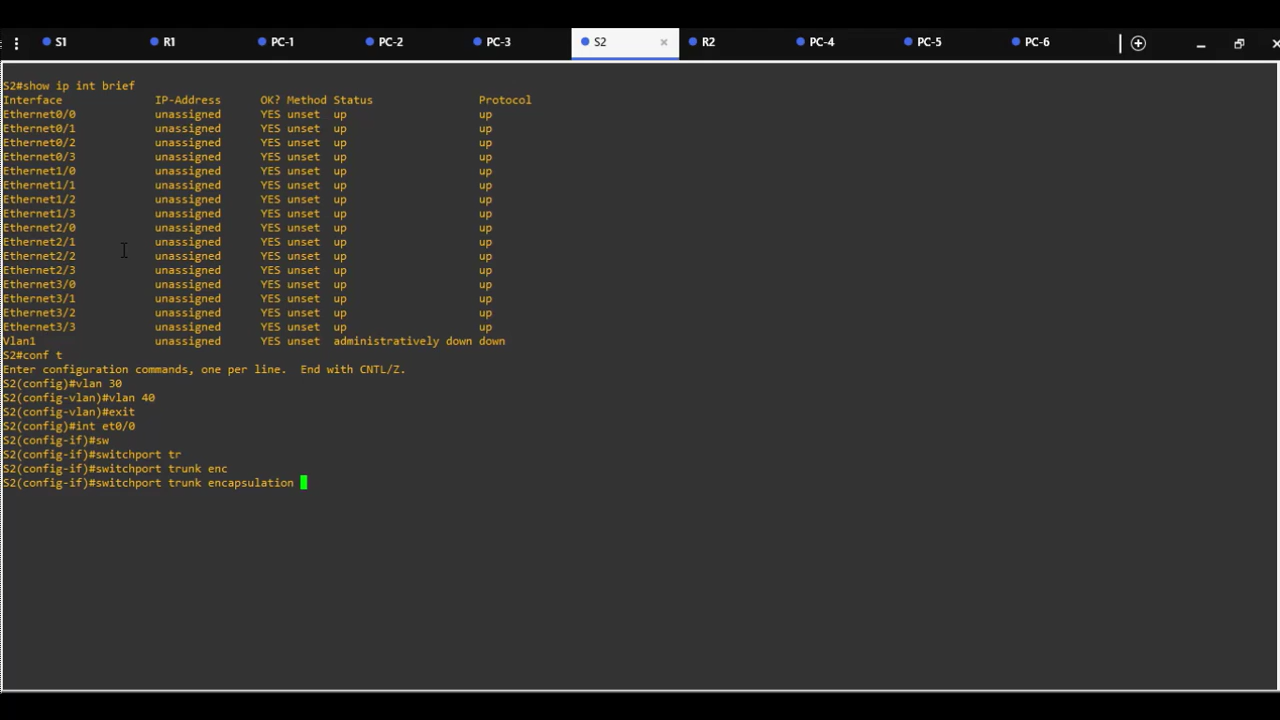 S1 R1 PC-1 PC-2 PC-3 S2 R2 PC-4 PC-5 PC-6
S2#show ip int brief
Interface IP-Address OK? Method Status Protocol
Ethernet0/0 unassigned YES unset up up
Ethernet0/1 unassigned YES unset up up
Ethernet0/2 unassigned YES unset up up
Ethernet0/3 unassigned YES unset up up
Ethernet1/0 unassigned YES unset up up
Ethernet1/1 unassigned YES unset up up
Ethernet1/2 unassigned YES unset up up
Ethernet1/3 unassigned YES unset up up
Ethernet2/0 unassigned YES unset up up
Ethernet2/1 unassigned YES unset up up
Ethernet2/2 unassigned YES unset up up
Ethernet2/3 unassigned YES unset up up
Ethernet3/0 unassigned YES unset up up
Ethernet3/1 unassigned YES unset up up
Ethernet3/2 unassigned YES unset up up
Ethernet3/3 unassigned YES unset up up
Vlan1 unassigned YES unset administratively down down
S2#conf t
Enter configuration commands, one per line. End with CNTL/Z.
S2(config)#vlan 30
S2(config-vlan)#vlan 40
S2(config-vlan)#exit
S2(config)#int et0/0
S2(config-if)#sw
S2(config-if)#switchport tr
S2(config-if)#switchport trunk enc
S2(config-if)#switchport trunk encapsulation